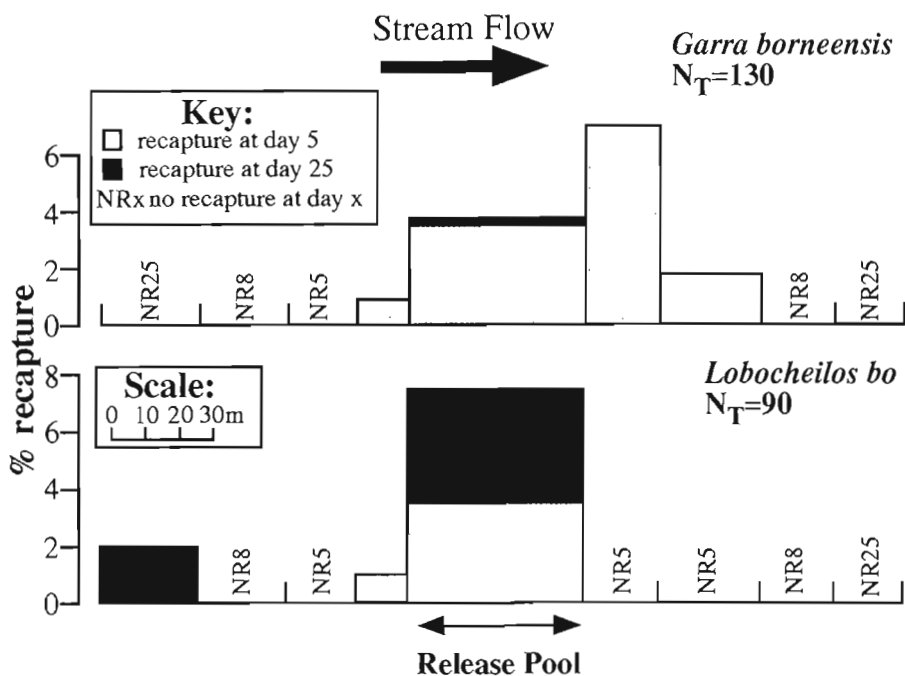 Stream Flow
Garra borneensis
N_T=130
Key:
recapture at day 5
recapture at day 25
NRx no recapture at day x
6
4
2
0
NR25
NR8
NR5
NR8
NR25
% recapture
Scale:
0 10 20 30m
Lobocheilos bo
N_T=90
8
6
4
2
0
NR8
NR5
NR5
NR5
NR8
NR25
Release Pool